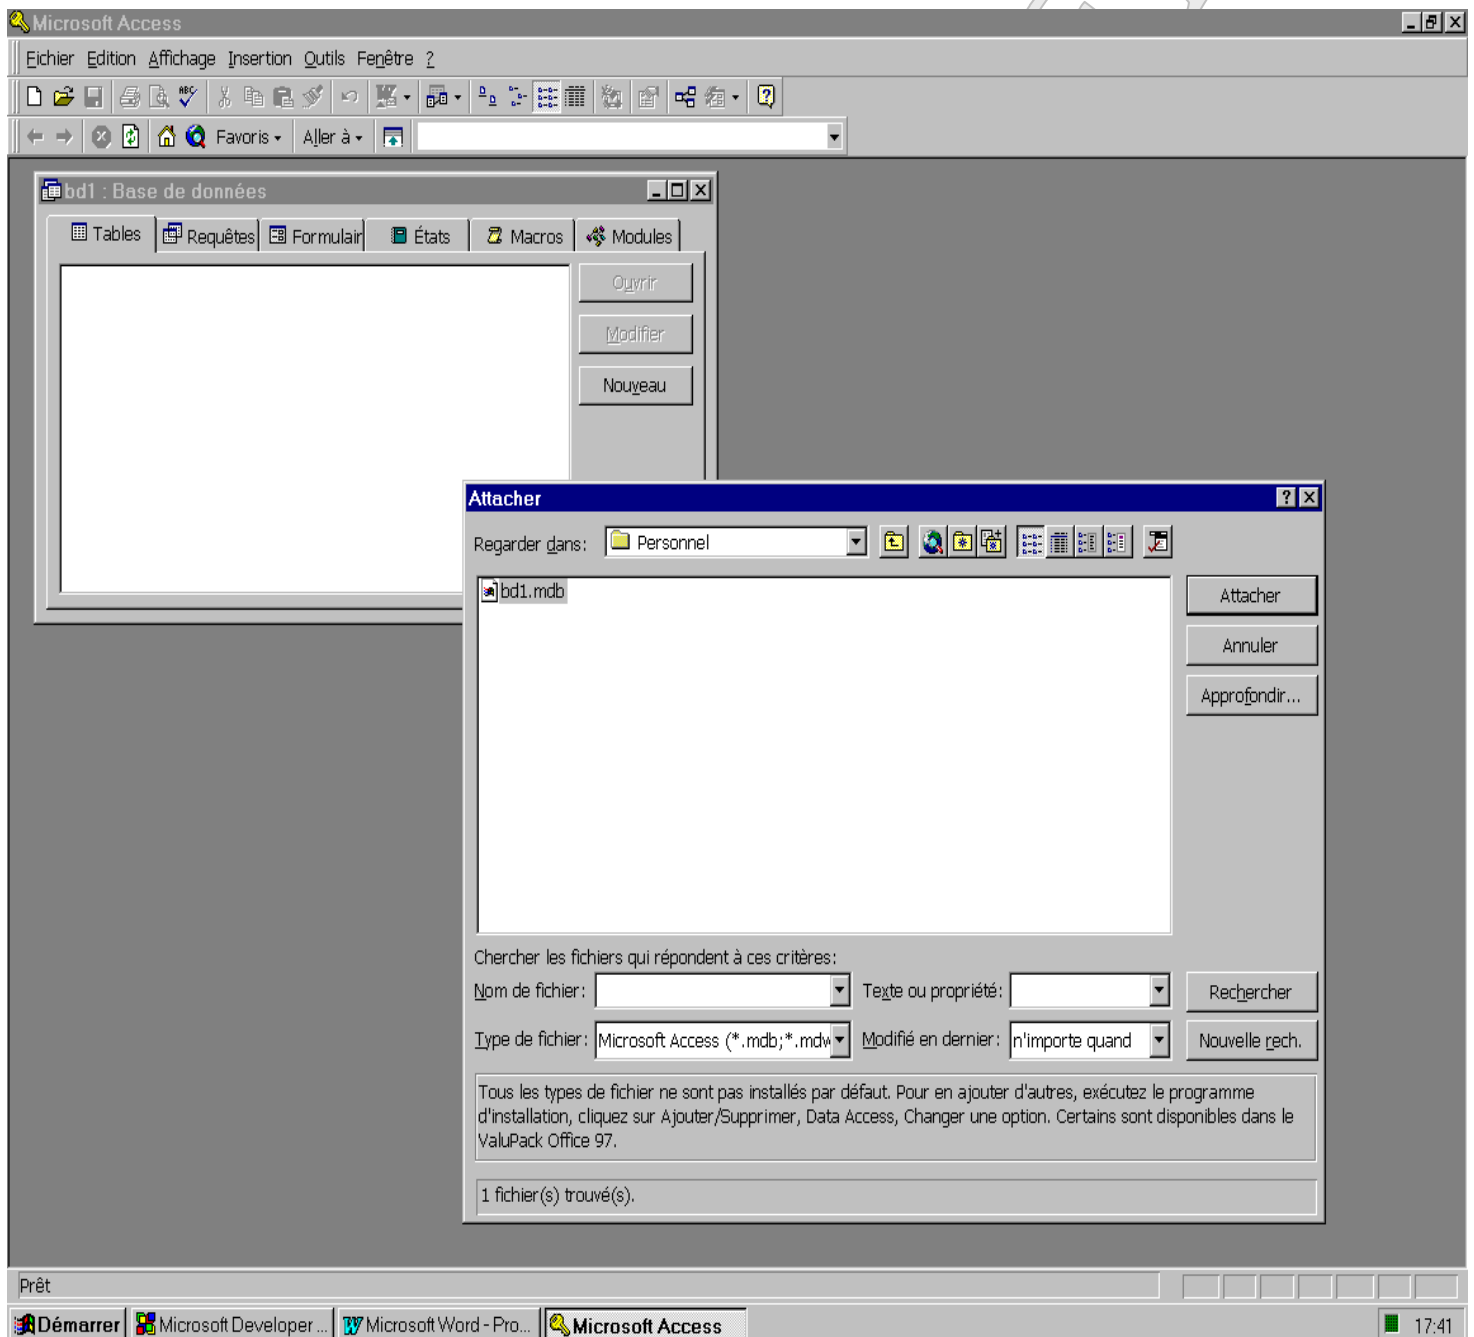 Microsoft Access
Fichier Edition Affichage Insertion Outils Fenêtre ?
Favoris Aller à
bd1 : Base de données
Tables Requêtes Formulair États Macros Modules
Ouvrir
Modifier
Nouveau
Attacher
Regarder dans: Personnel
bd1.mdb
Attacher
Annuler
Approfondir...
Chercher les fichiers qui répondent à ces critères:
Nom de fichier: Texte ou propriété: Rechercher
Type de fichier: Microsoft Access (*.mdb;*.mdw Modifié en dernier: n'importe quand Nouvelle rech.
Tous les types de fichier ne sont pas installés par défaut. Pour en ajouter d'autres, exécutez le programme
d'installation, cliquez sur Ajouter/Supprimer, Data Access, Changer une option. Certains sont disponibles dans le
ValuPack Office 97.
1 fichier(s) trouvé(s).
Prêt
Démarrer Microsoft Developer ... Microsoft Word - Pro... Microsoft Access 17:41